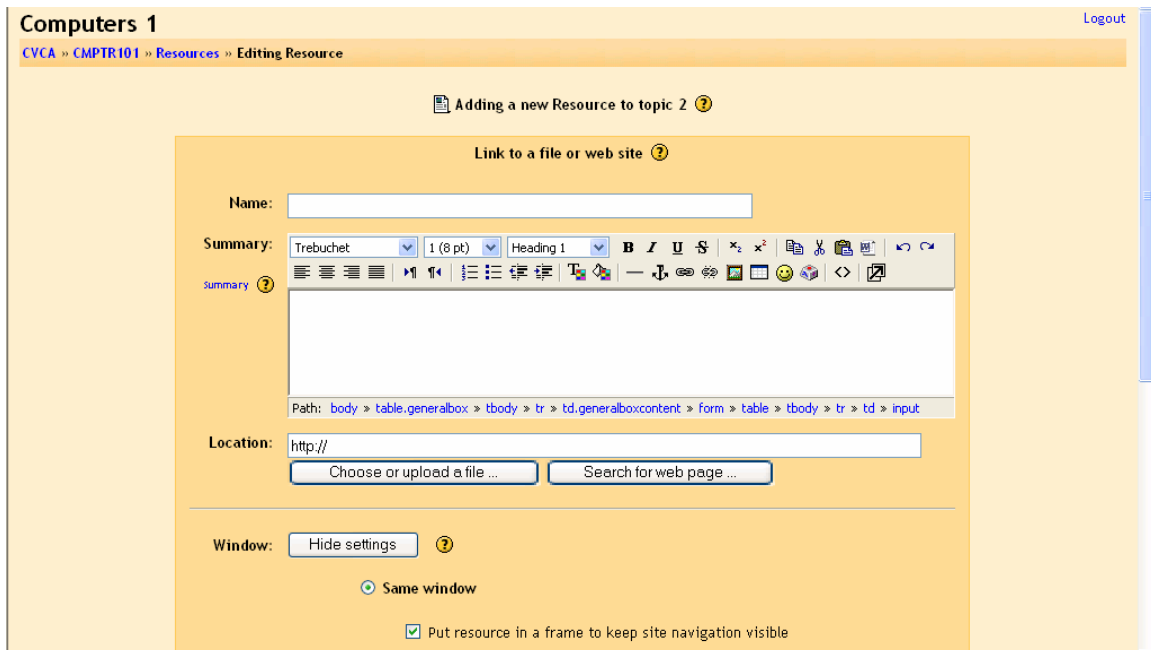 Computers 1
Logout
CVCA » CMPTR101 » Resources » Editing Resource
Adding a new Resource to topic 2 ?
Link to a file or web site ?
Name:
Summary:
Trebuchet 1 (8 pt) Heading 1 B I U S x₂ x²
Summary ?
Path: body » table.generalbox » tbody » tr » td.generalboxcontent » form » table » tbody » tr » td » input
Location: http://
Choose or upload a file ... Search for web page ...
Window: Hide settings ?
Same window
Put resource in a frame to keep site navigation visible